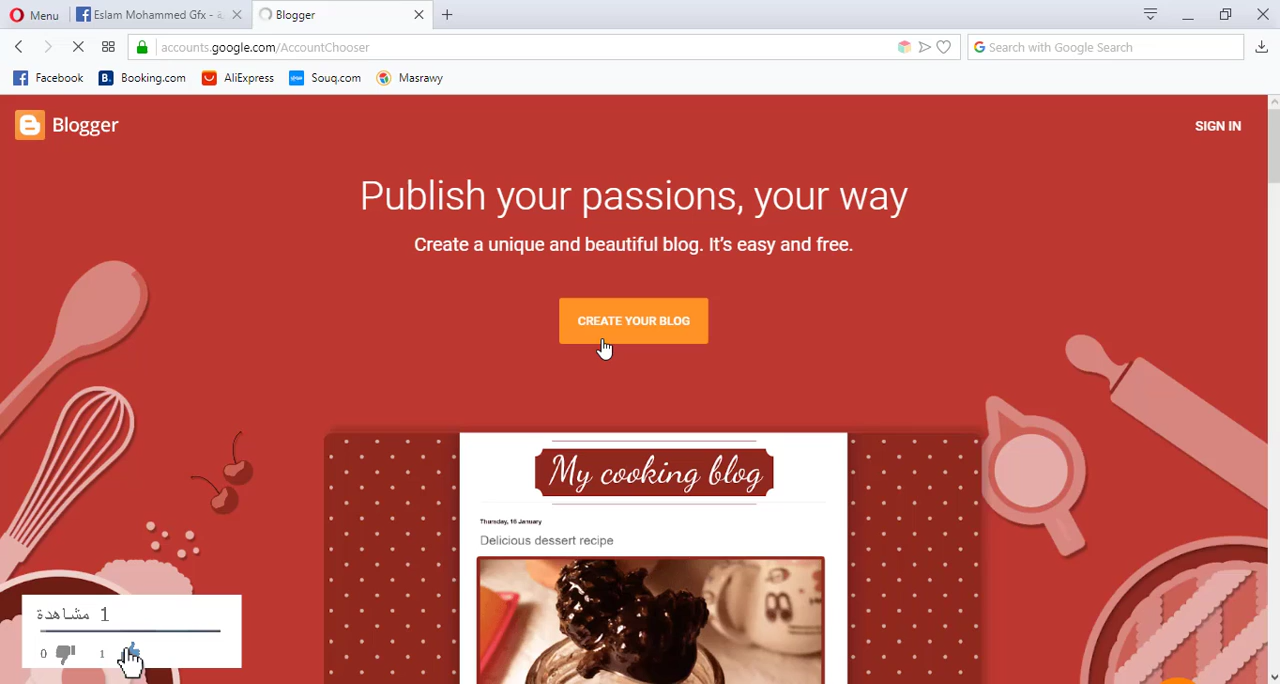 Menu
Eslam Mohammed Gfx -
Blogger
accounts.google.com/AccountChooser
Search with Google Search
Facebook
Booking.com
AliExpress
Souq.com
Masrawy
Blogger
SIGN IN
Publish your passions, your way
Create a unique and beautiful blog. It's easy and free.
CREATE YOUR BLOG
My cooking blog
Thursday, 16 January
Delicious dessert recipe
1 مشاهدة
0
1